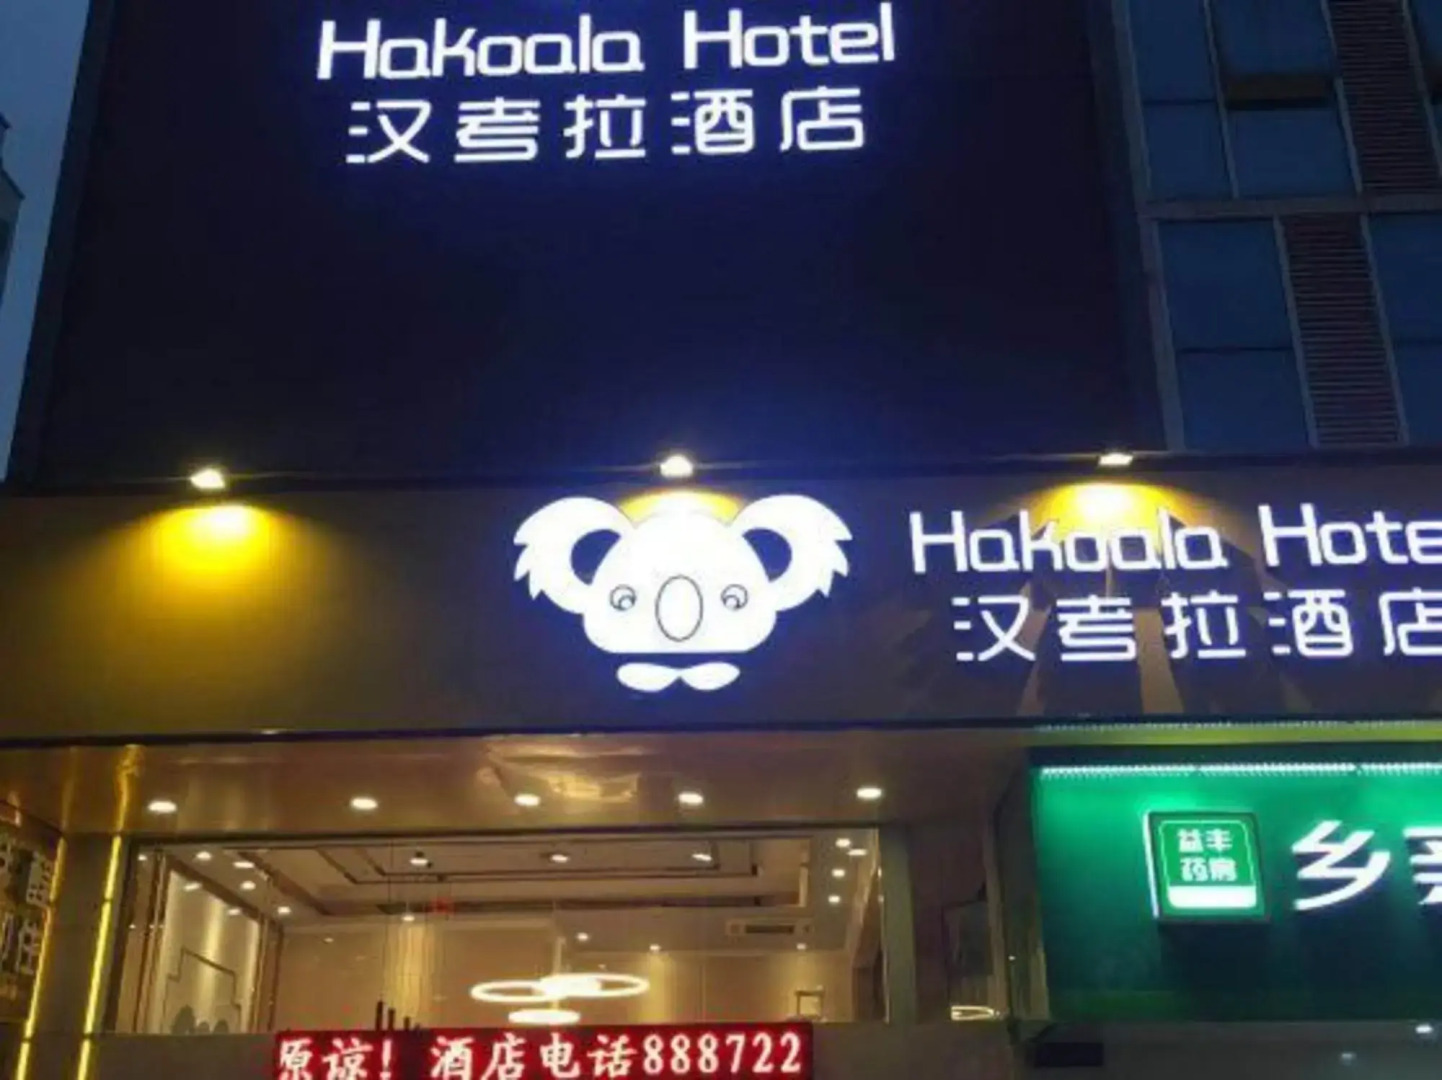 Hakoala Hotel
汉考拉酒店
Hakoala Hote
汉考拉酒店
益丰
药房
乡
原谅！酒店电话888722